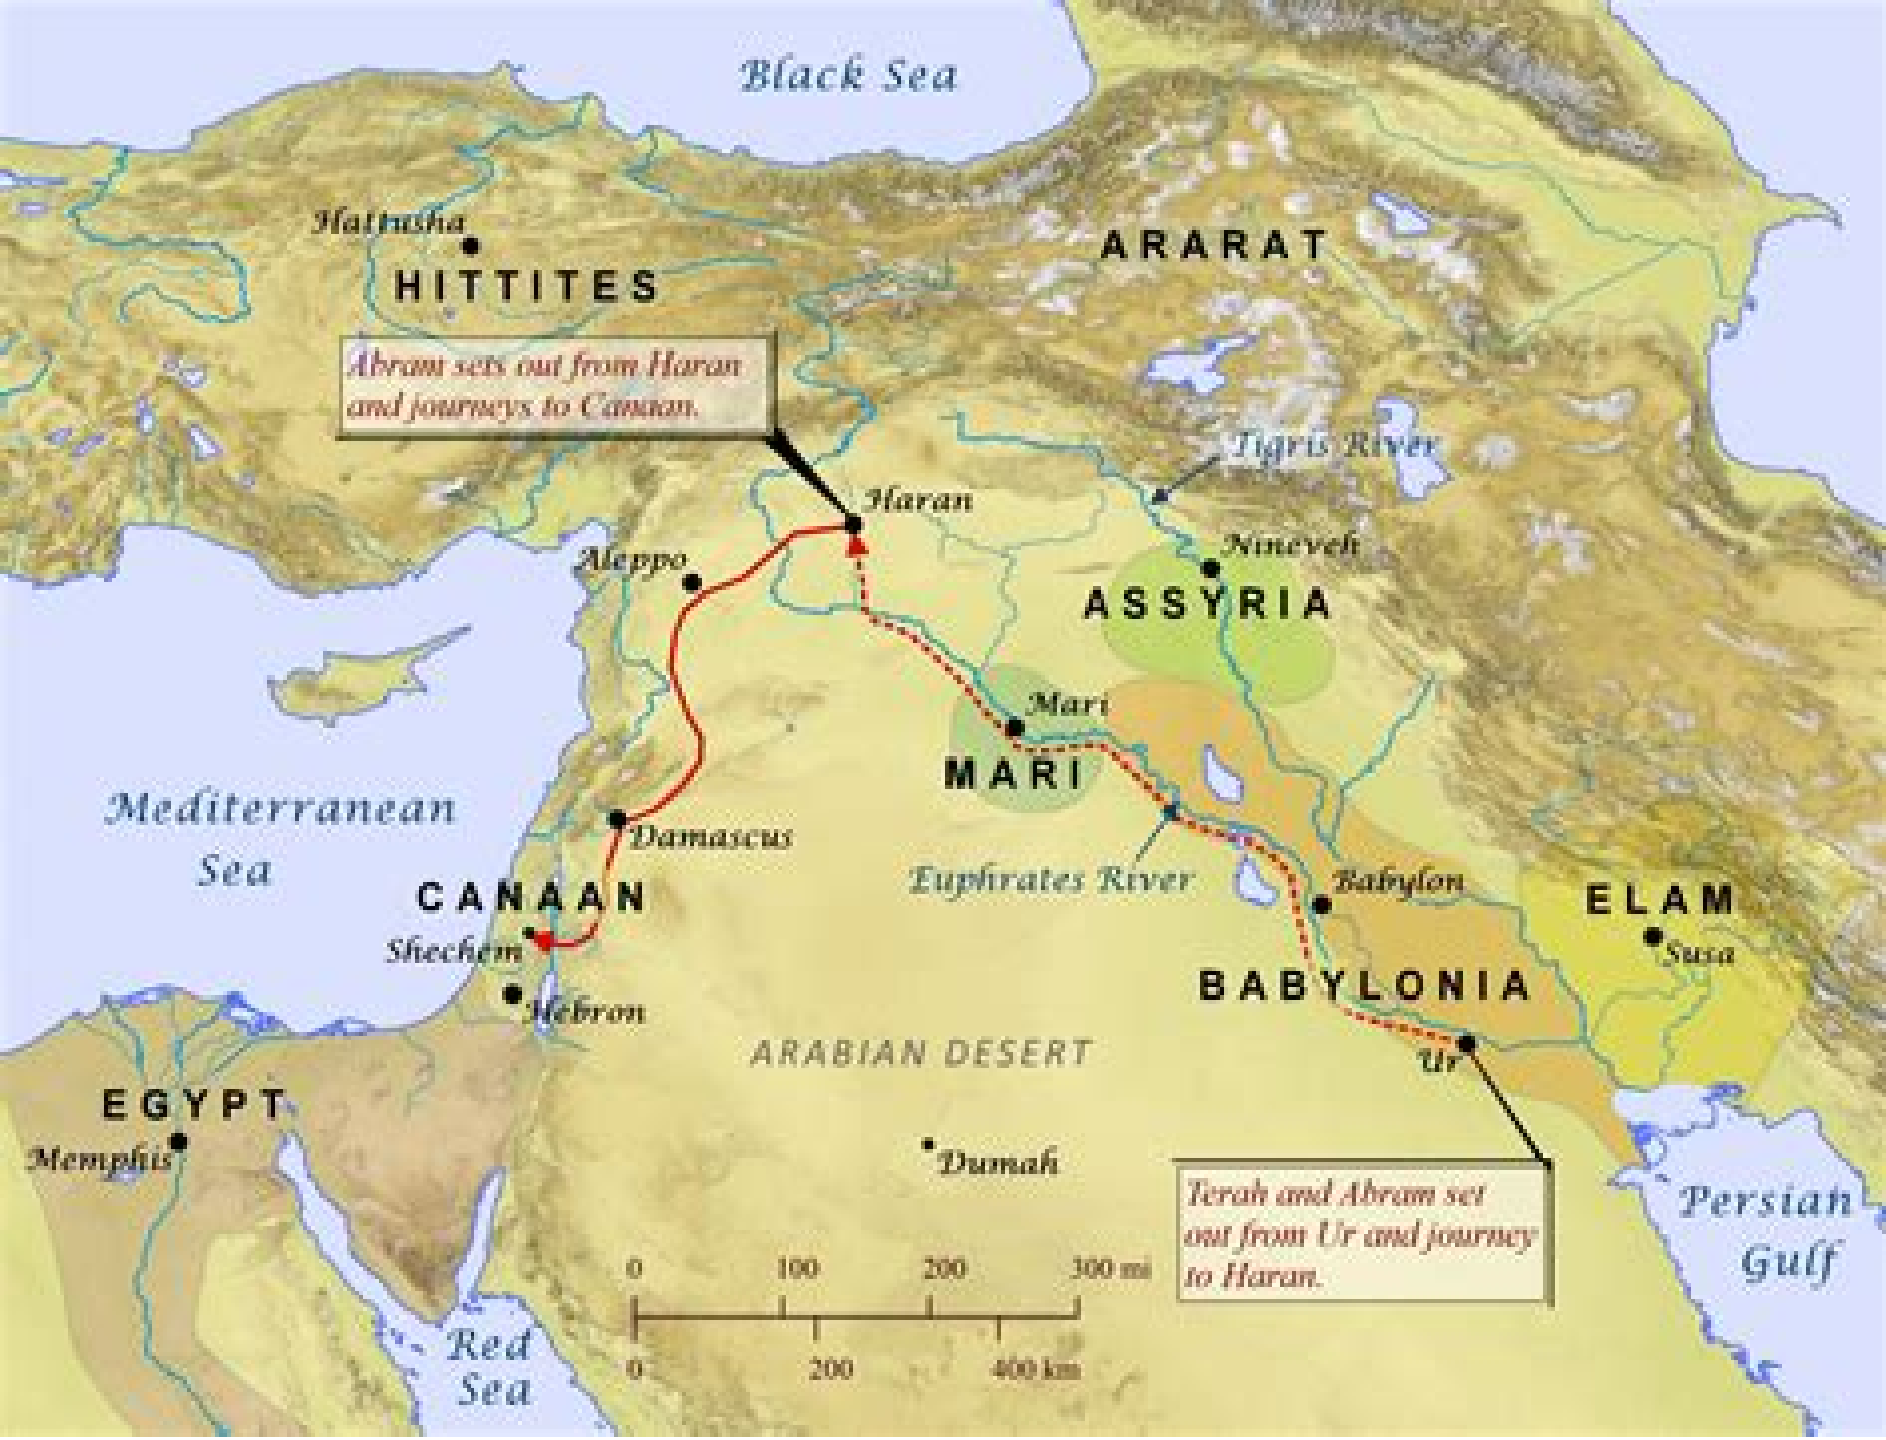 Black Sea
Hattusha
HITTITES
ARARAT
Abram sets out from Haran
and journeys to Canaan.
Tigris River
Haran
Aleppo
Nineveh
ASSYRIA
Mari
MARI
Mediterranean
Sea
Damascus
Euphrates River
Babylon
CANAAN
ELAM
Shechem
Susa
Hebron
BABYLONIA
ARABIAN DESERT
Ur
EGYPT
Memphis
Dumah
Terah and Abram set
out from Ur and journey
to Haran.
Persian
Gulf
0 100 200 300 mi
0 200 400 km
Red
Sea